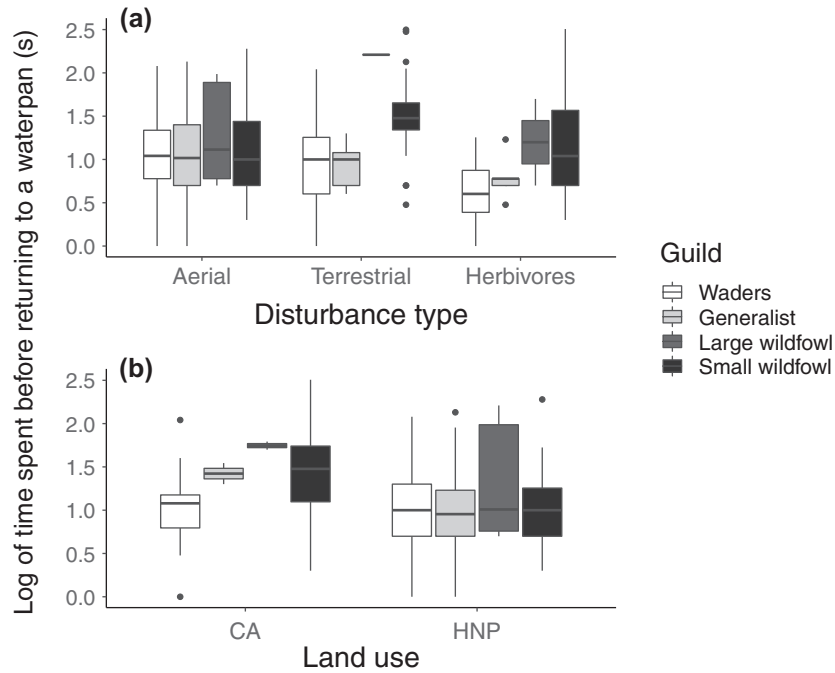 Log of time spent before returning to a waterpan (s)
(a)
2.5
2.0
1.5
1.0
0.5
0.0
Aerial Terrestrial Herbivores
Disturbance type
(b)
2.5
2.0
1.5
1.0
0.5
0.0
CA HNP
Land use
Guild
Waders
Generalist
Large wildfowl
Small wildfowl